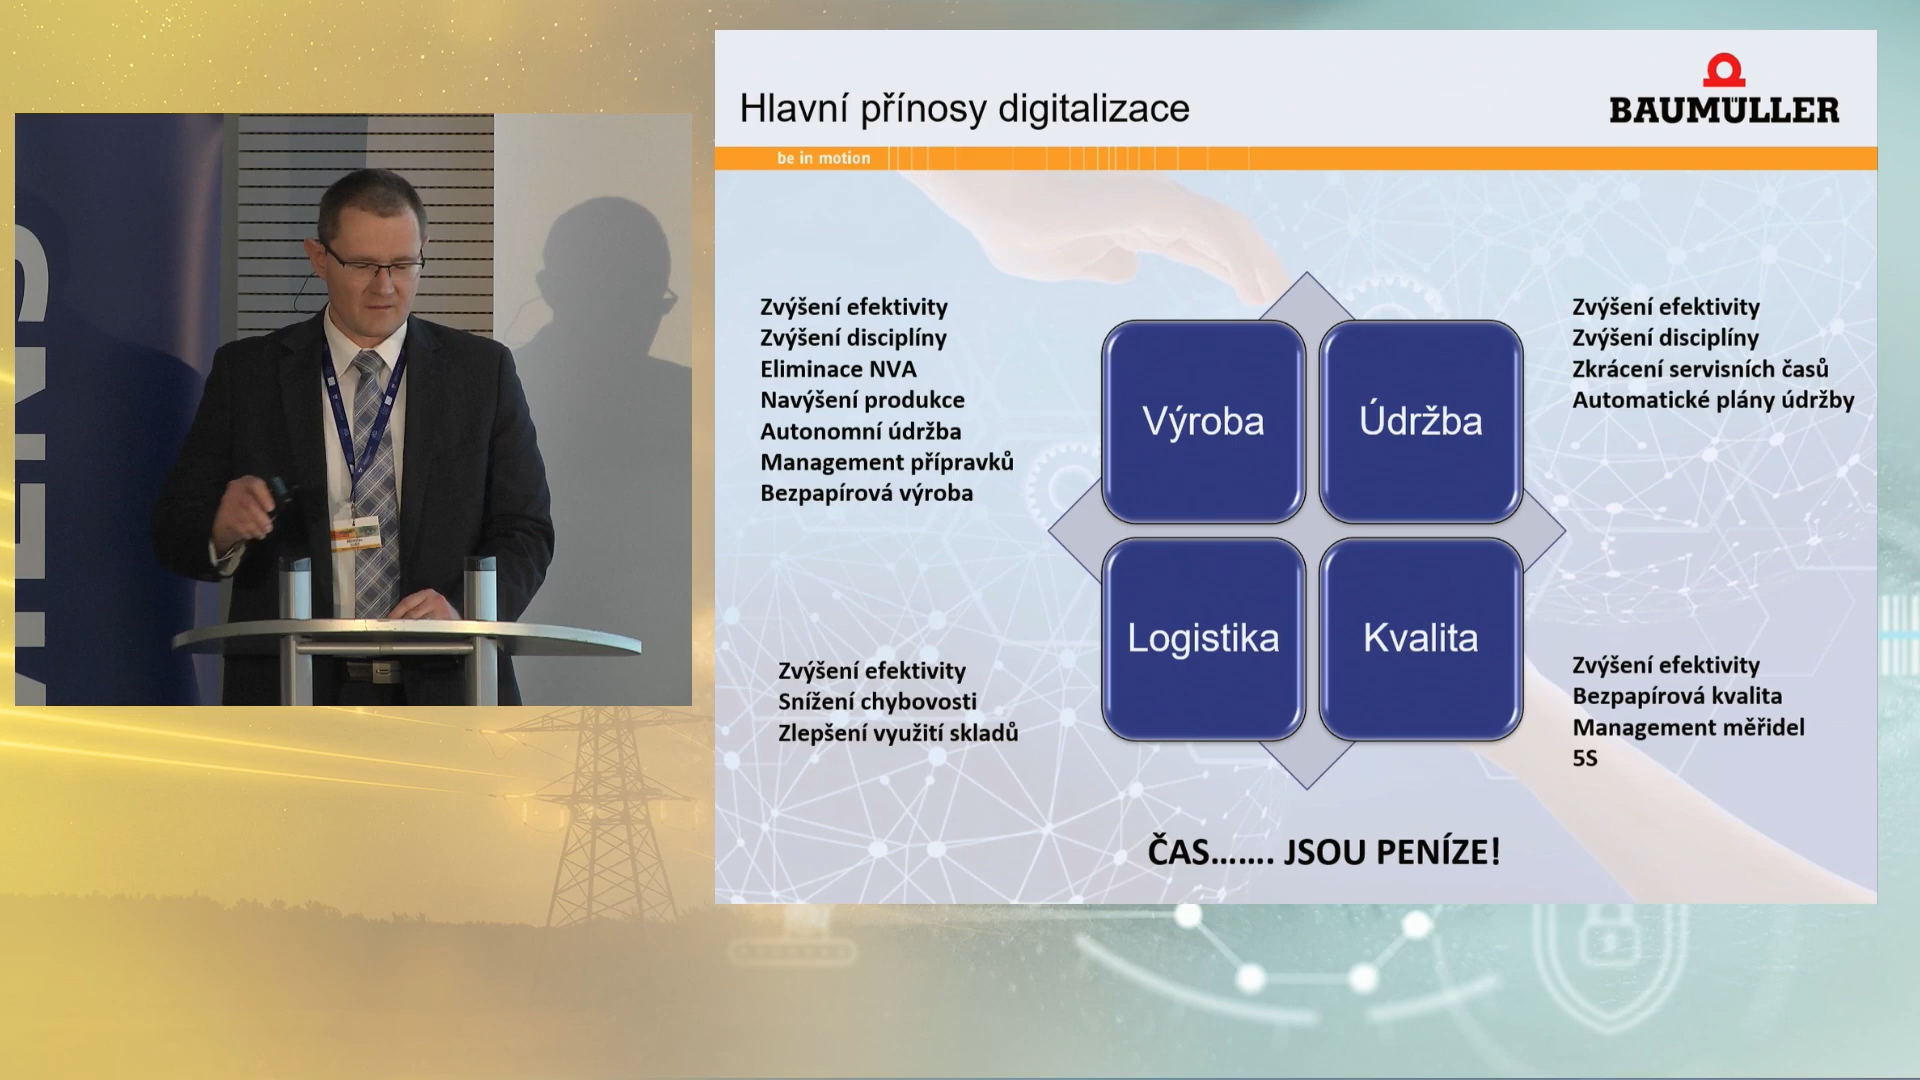 Hlavní přínosy digitalizace
BAUMÜLLER
be in motion
Zvýšení efektivity
Zvýšení disciplíny
Eliminace NVA
Navýšení produkce
Autonomní údržba
Management přípravků
Bezpapírová výroba
Výroba
Údržba
Zvýšení efektivity
Zvýšení disciplíny
Zkrácení servisních časů
Automatické plány údržby
Zvýšení efektivity
Snížení chybovosti
Zlepšení využití skladů
Logistika
Kvalita
Zvýšení efektivity
Bezpapírová kvalita
Management měřidel
5S
ČAS....... JSOU PENÍZE!